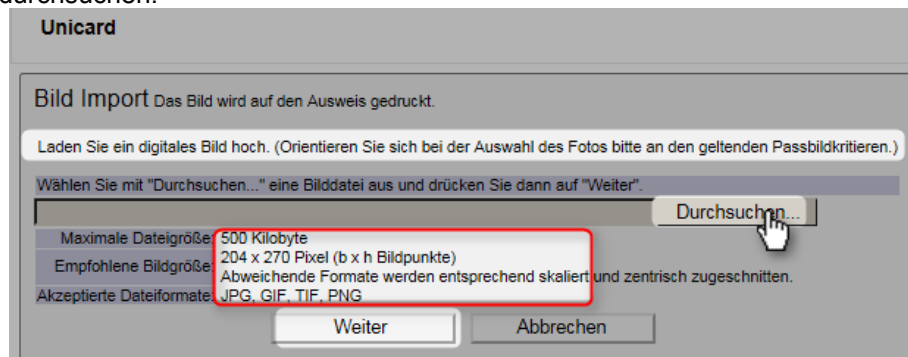 durchsuchen.
Unicard
Bild Import Das Bild wird auf den Ausweis gedruckt.
Laden Sie ein digitales Bild hoch. (Orientieren Sie sich bei der Auswahl des Fotos bitte an den geltenden Passbildkritieren.)
Wählen Sie mit "Durchsuchen..." eine Bilddatei aus und drücken Sie dann auf "Weiter".
Durchsuchen...
Maximale Dateigröße: 500 Kilobyte
Empfohlene Bildgröße: 204 x 270 Pixel (b x h Bildpunkte)
Abweichende Formate werden entsprechend skaliert und zentrisch zugeschnitten.
Akzeptierte Dateiformate: JPG, GIF, TIF, PNG
Weiter Abbrechen